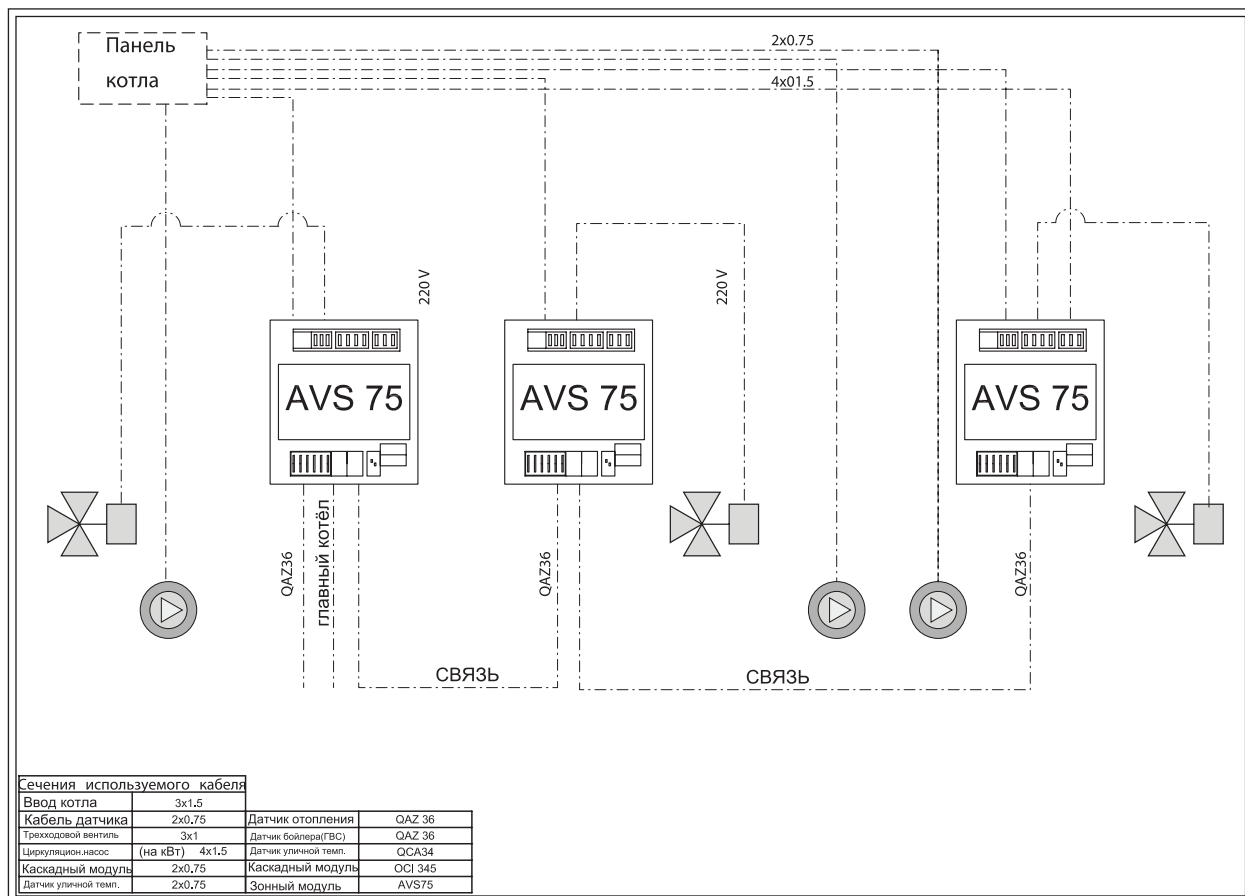 Панель
котла
2x0.75
4x01.5
220 V
220 V
AVS 75
AVS 75
AVS 75
QAZ36
главный котёл
QAZ36
QAZ36
СВЯЗЬ
СВЯЗЬ
Сечения используемого кабеля
Ввод котла 3x1.5
Кабель датчика 2x0.75 Датчик отопления QAZ 36
Трехходовой вентиль 3x1 Датчик бойлера(ГВС) QAZ 36
Циркуляцион.насос (на кВт) 4x1.5 Датчик уличной темп. QCA34
Каскадный модуль 2x0.75 Каскадный модуль OCI 345
Датчик уличной темп. 2x0.75 Зонный модуль AVS75